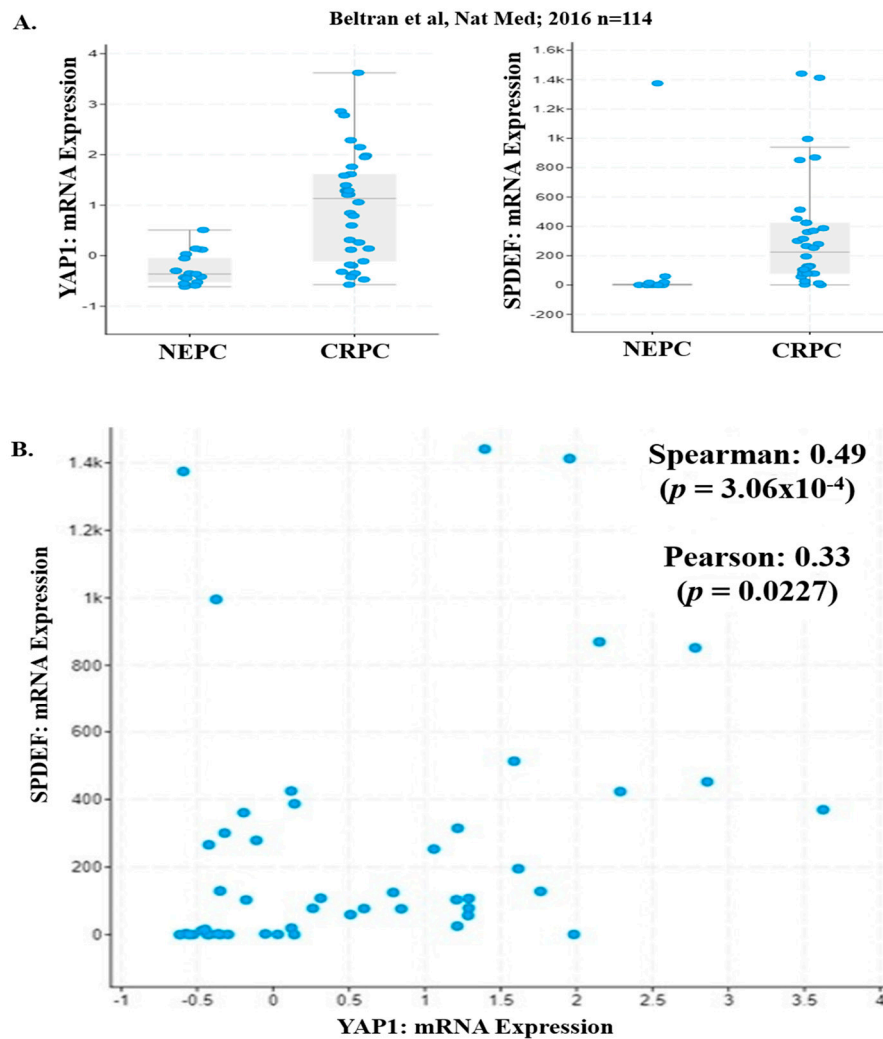 Beltran et al, Nat Med; 2016 n=114
A.
YAP1: mRNA Expression
4
3
2
1
0
-1
NEPC
CRPC
SPDEF: mRNA Expression
1.6k
1.4k
1.2k
1k
800
600
400
200
0
-200
NEPC
CRPC
B.
SPDEF: mRNA Expression
1.4k
1.2k
1k
800
600
400
200
0
Spearman: 0.49
(p = 3.06x10⁻⁴)
Pearson: 0.33
(p = 0.0227)
-1
-0.5
0
0.5
1
1.5
2
2.5
3
3.5
4
YAP1: mRNA Expression